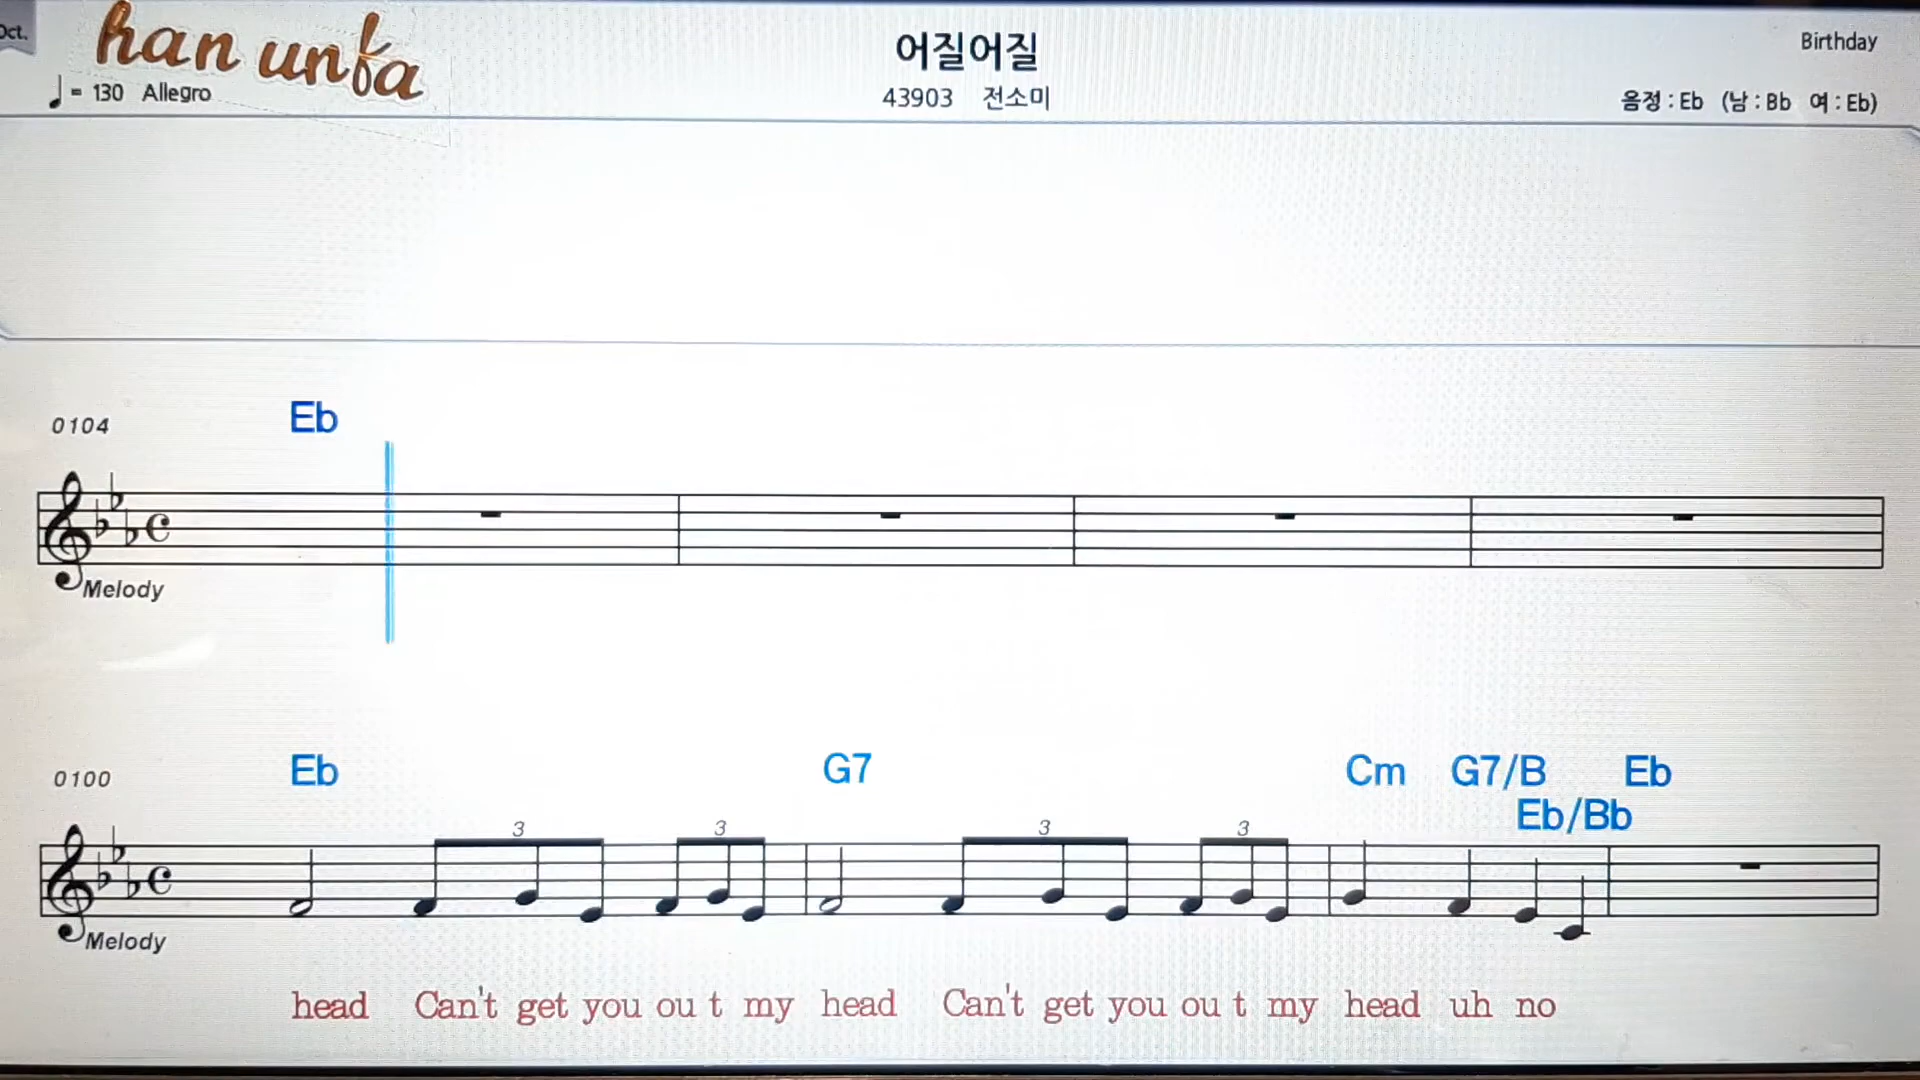 Oct.
han unfa
어질어질
Birthday
= 130 Allegro
43903 전소미
음정 : Eb (남 : Bb 여 : Eb)
0104
Eb
Melody
0100
Eb G7 Cm G7/B Eb
Eb/Bb
3 3 3 3
Melody
head Can't get you ou t my head Can't get you ou t my head uh no